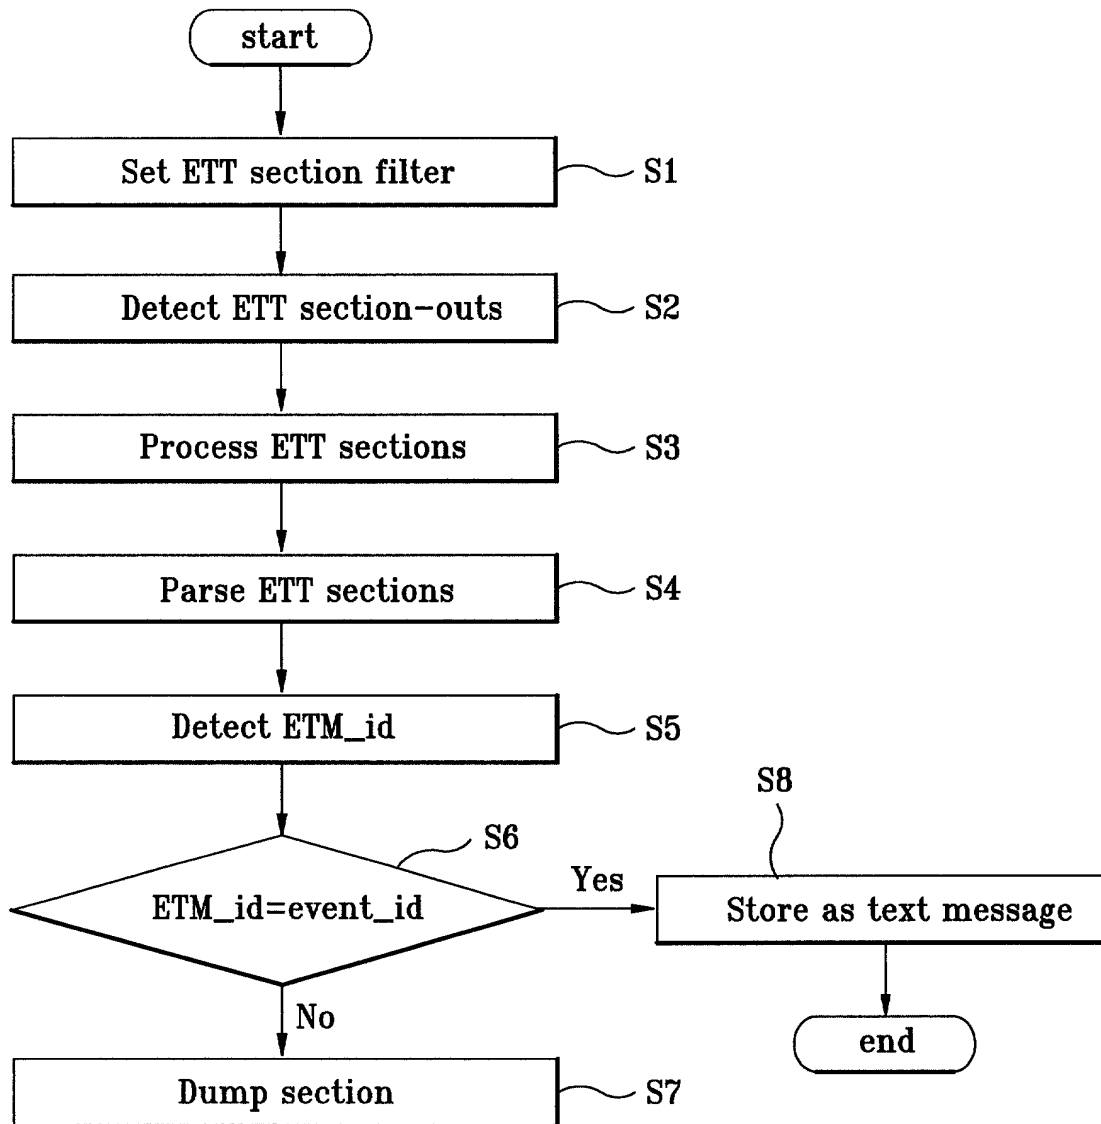 start
Set ETT section filter
S1
Detect ETT section-outs
S2
Process ETT sections
S3
Parse ETT sections
S4
Detect ETM_id
S5
S6
ETM_id=event_id
Yes
S8
Store as text message
No
end
Dump section
S7